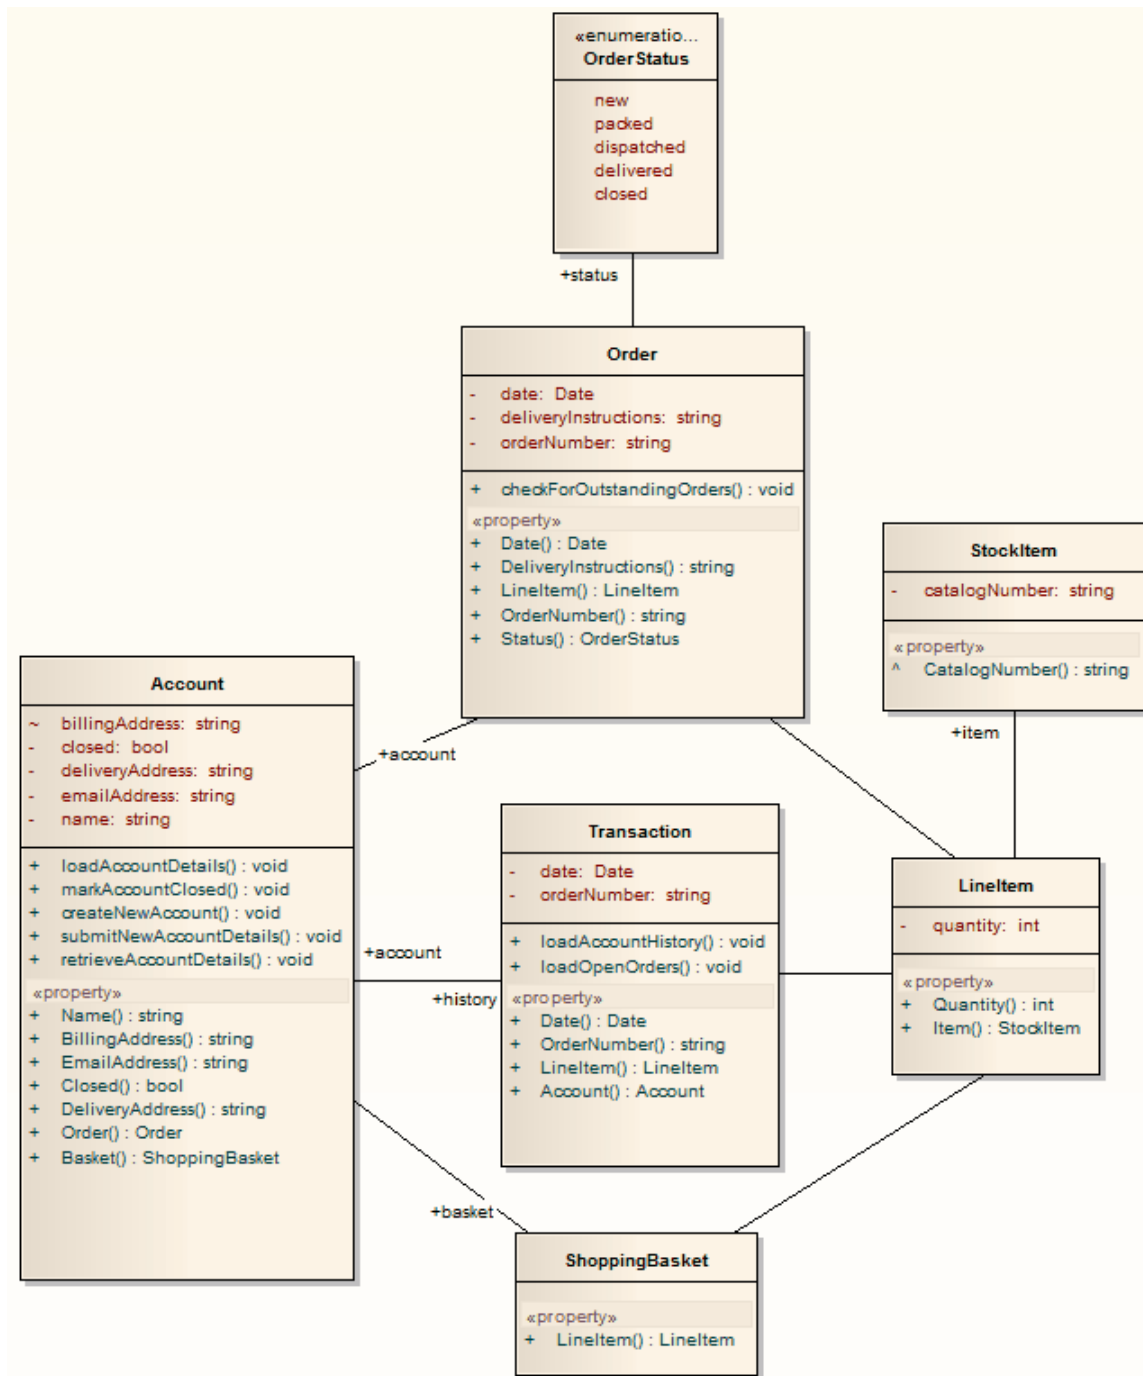 «enumeratio...
OrderStatus
new
packed
dispatched
delivered
closed
+status
Order
- date: Date
- deliveryInstructions: string
- orderNumber: string
+ checkForOutstandingOrders() : void
«property»
+ Date() : Date
+ DeliveryInstructions() : string
+ LineItem() : LineItem
+ OrderNumber() : string
+ Status() : OrderStatus
StockItem
- catalogNumber: string
«property»
^ CatalogNumber() : string
+item
Account
~ billingAddress: string
- closed: bool
- deliveryAddress: string
- emailAddress: string
- name: string
+ loadAccountDetails() : void
+ markAccountClosed() : void
+ createNewAccount() : void
+ submitNewAccountDetails() : void
+ retrieveAccountDetails() : void
«property»
+ Name() : string
+ BillingAddress() : string
+ EmailAddress() : string
+ Closed() : bool
+ DeliveryAddress() : string
+ Order() : Order
+ Basket() : ShoppingBasket
+account
+account
+history
Transaction
- date: Date
- orderNumber: string
+ loadAccountHistory() : void
+ loadOpenOrders() : void
«property»
+ Date() : Date
+ OrderNumber() : string
+ LineItem() : LineItem
+ Account() : Account
LineItem
- quantity: int
«property»
+ Quantity() : int
+ Item() : StockItem
+basket
ShoppingBasket
«property»
+ LineItem() : LineItem